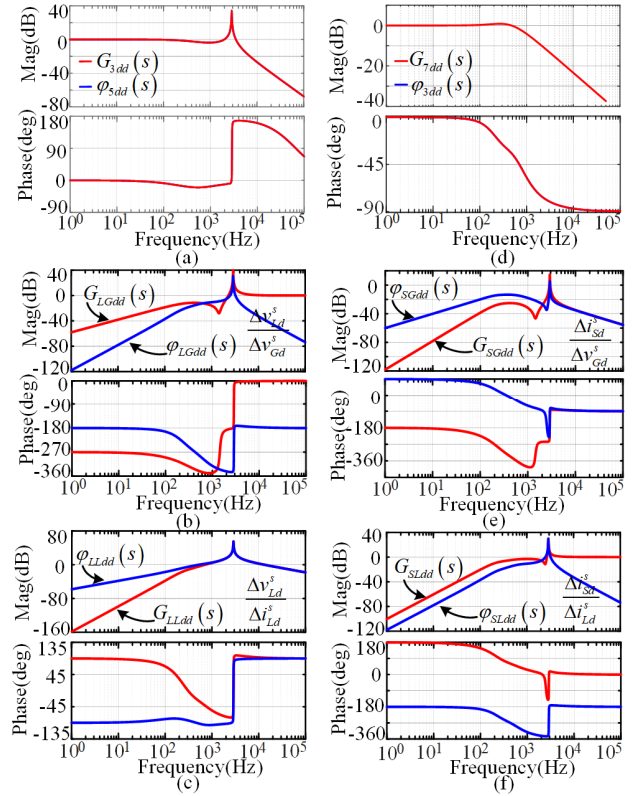 Mag(dB)
80
40
0
-40
-80
G3dd(s)
φ5dd(s)
Phase(deg)
180
90
0
-90
10^0 10^1 10^2 10^3 10^4 10^5
Frequency(Hz)
(a)
Mag(dB)
10
0
-20
-40
G7dd(s)
φ3dd(s)
Phase(deg)
0
-45
-90
10^0 10^1 10^2 10^3 10^4 10^5
Frequency(Hz)
(d)
Mag(dB)
40
0
-40
-80
-120
GLGdd(s)
φLGdd(s)
Δv^s_Ld
Δv^s_Gd
Phase(deg)
0
-90
-180
-270
-360
10^0 10^1 10^2 10^3 10^4 10^5
Frequency(Hz)
(b)
Mag(dB)
40
0
-40
-80
-120
φSGdd(s)
GSGdd(s)
Δi^s_Sd
Δv^s_Gd
Phase(deg)
0
-180
-360
10^0 10^1 10^2 10^3 10^4 10^5
Frequency(Hz)
(e)
Mag(dB)
80
0
-80
-160
φLLdd(s)
GLLdd(s)
Δv^s_Ld
Δi^s_Ld
Phase(deg)
135
45
-45
-135
10^0 10^1 10^2 10^3 10^4 10^5
Frequency(Hz)
(c)
Mag(dB)
40
0
-40
-80
-120
GSLdd(s)
φSLdd(s)
Δi^s_Sd
Δi^s_Ld
Phase(deg)
180
0
-180
-360
10^0 10^1 10^2 10^3 10^4 10^5
Frequency(Hz)
(f)